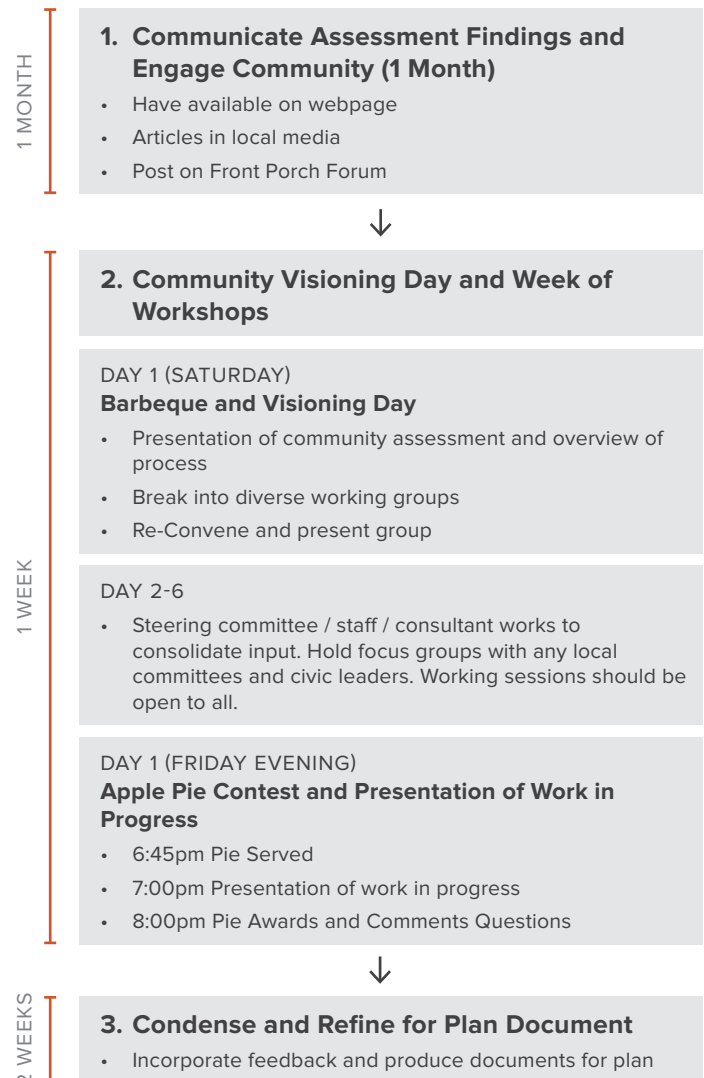 1 MONTH
1. Communicate Assessment Findings and
Engage Community (1 Month)
• Have available on webpage
• Articles in local media
• Post on Front Porch Forum
↓
1 WEEK
2. Community Visioning Day and Week of
Workshops
DAY 1 (SATURDAY)
Barbeque and Visioning Day
• Presentation of community assessment and overview of
process
• Break into diverse working groups
• Re-Convene and present group
DAY 2-6
• Steering committee / staff / consultant works to
consolidate input. Hold focus groups with any local
committees and civic leaders. Working sessions should be
open to all.
DAY 1 (FRIDAY EVENING)
Apple Pie Contest and Presentation of Work in
Progress
• 6:45pm Pie Served
• 7:00pm Presentation of work in progress
• 8:00pm Pie Awards and Comments Questions
↓
WEEKS
3. Condense and Refine for Plan Document
• Incorporate feedback and produce documents for plan